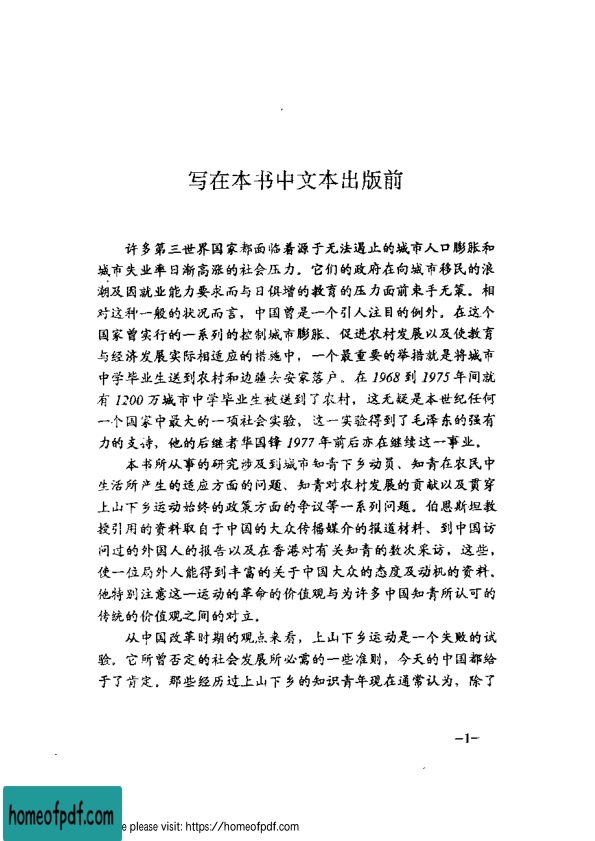 写在本书中文本出版前
许多第三世界国家都面临着源于无法遏止的城市人口膨胀和
城市失业率日渐高涨的社会压力。它们的政府在向城市移民的浪
潮及因就业能力要求而与日俱增的教育的压力面前束手无策。相
对这种一般的状况而言，中国曾是一个引人注目的例外。在这个
国家曾实行的一系列的控制城市膨胀、促进农村发展以及使教育
与经济发展实际相适应的措施中，一个最重要的举措就是将城市
中学毕业生送到农村和边疆去安家落户。在1968到1975年间就
有1200万城市中学毕业生被送到了农村，这无疑是本世纪任何
一个国家中最大的一项社会实验，这一实验得到了毛泽东的强有
力的支持，他的后继者华国锋1977年前后亦在继续这一事业。
本书所从事的研究涉及到城市知青下乡动员、知青在农民中
生活所产生的适应方面的问题、知青对农村发展的贡献以及贯穿
上山下乡运动始终的政策方面的争议等一系列问题。伯恩斯坦教
授引用的资料取自于中国的大众传播媒介的报道材料、到中国访
问过的外国人的报告以及在香港对有关知青的数次采访，这些，
使一位局外人能得到丰富的关于中国大众的态度及动机的资料。
他特别注意这一运动的革命的价值观与为许多中国知青所认可的
传统的价值观之间的对立。
从中国改革时期的观点来看，上山下乡运动是一个失败的试
验。它所曾否定的社会发展所必需的一些准则，今天的中国都给
于了肯定。那些经历过上山下乡的知识青年现在通常认为，除了
—1—
homeofpdf.com
e please visit: https://homeofpdf.com